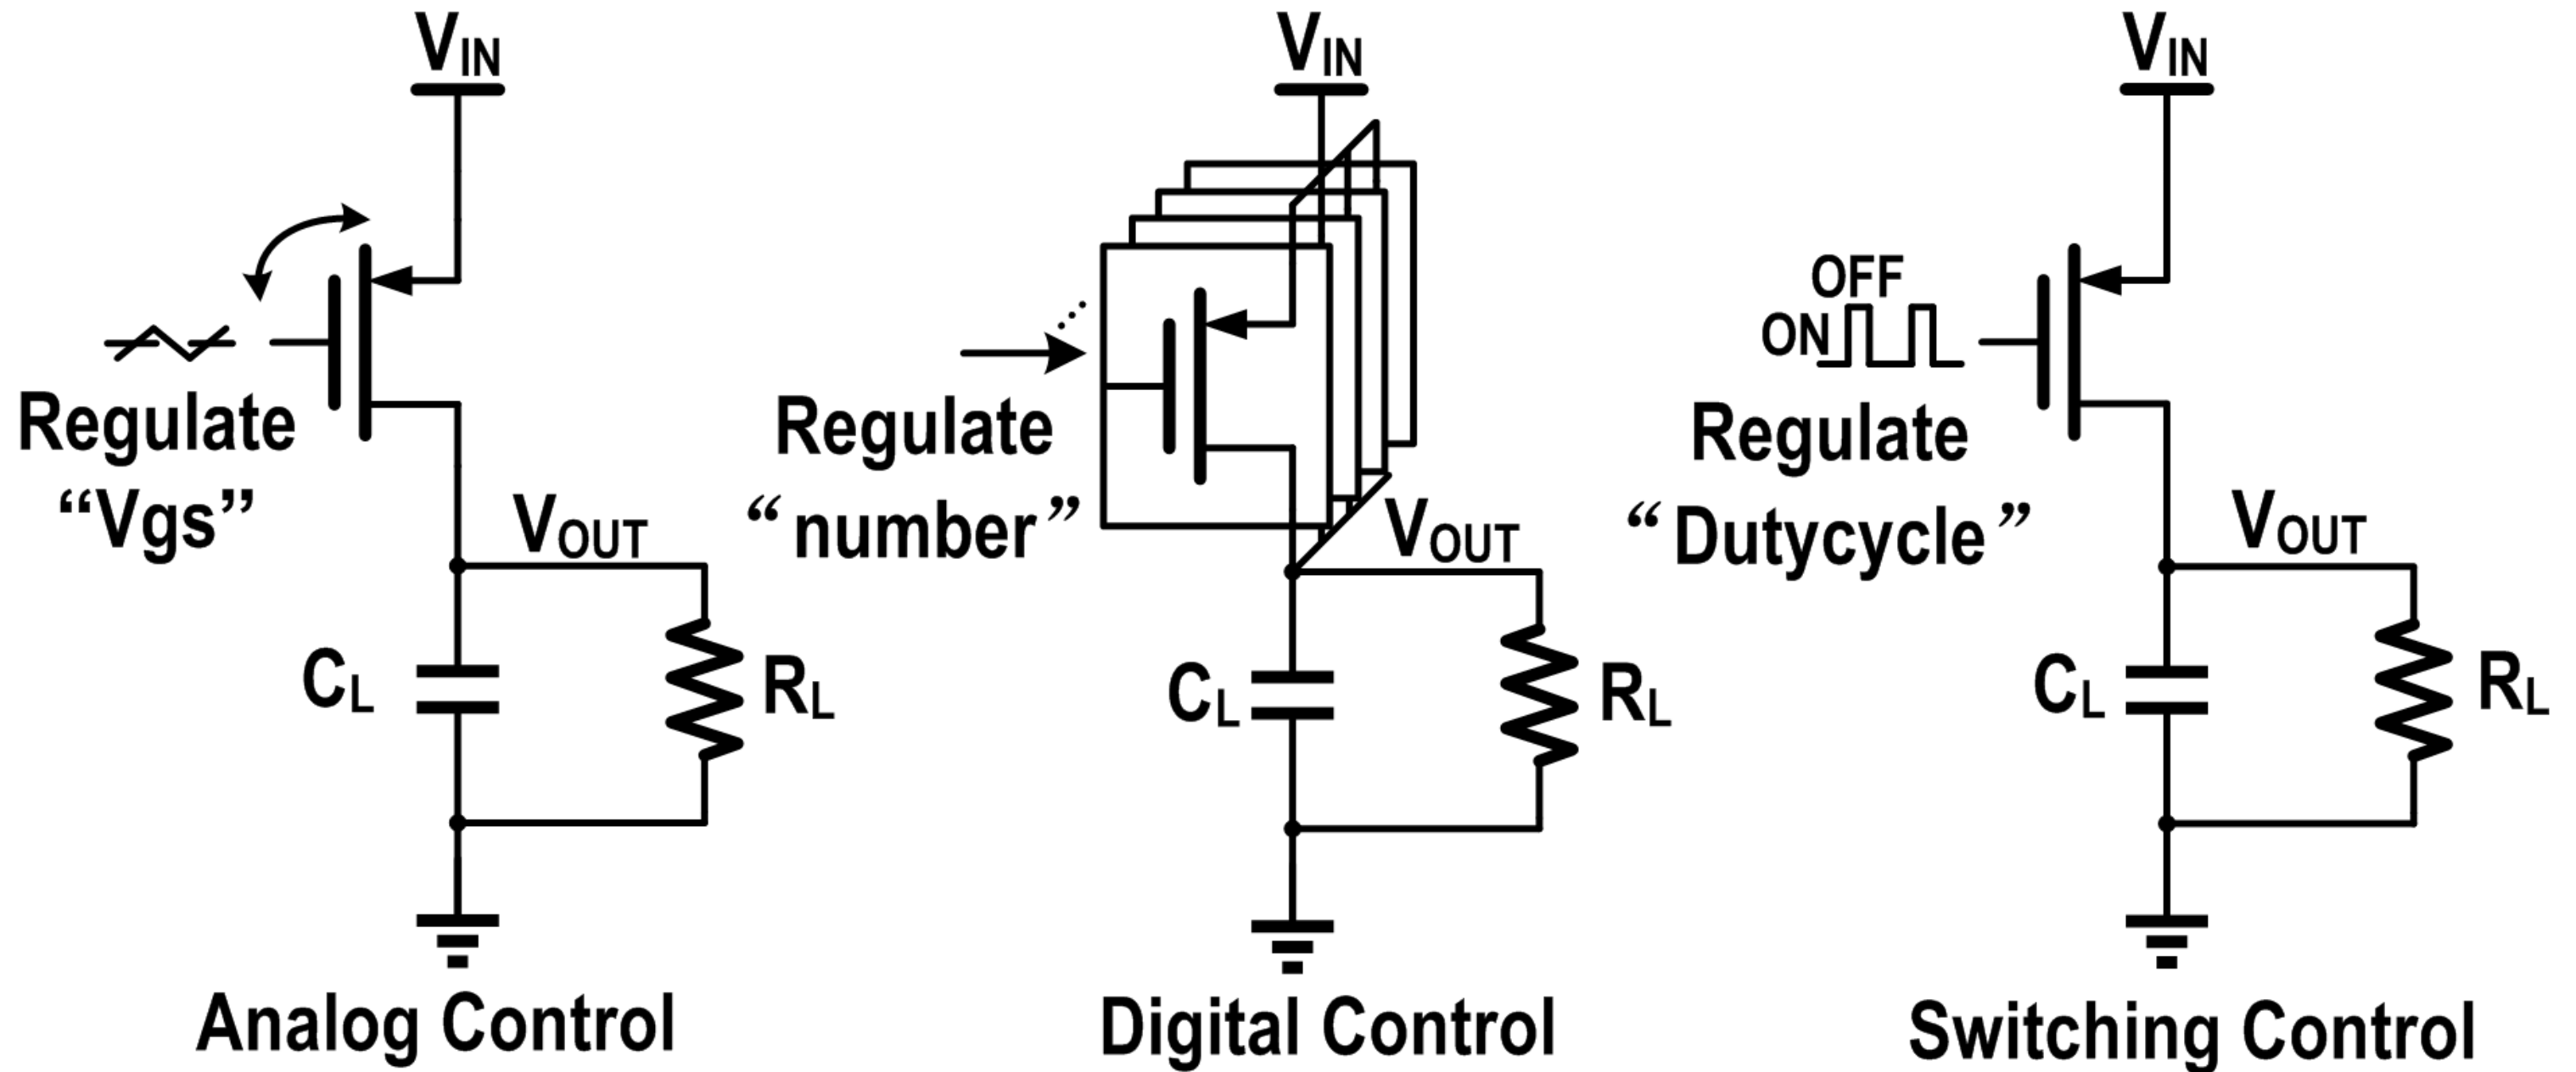 VIN
Regulate
“Vgs”
VOUT
CL
RL
Analog Control
VIN
Regulate
“number”
VOUT
CL
RL
Digital Control
VIN
OFF
ON
Regulate
“Dutycycle”
VOUT
CL
RL
Switching Control